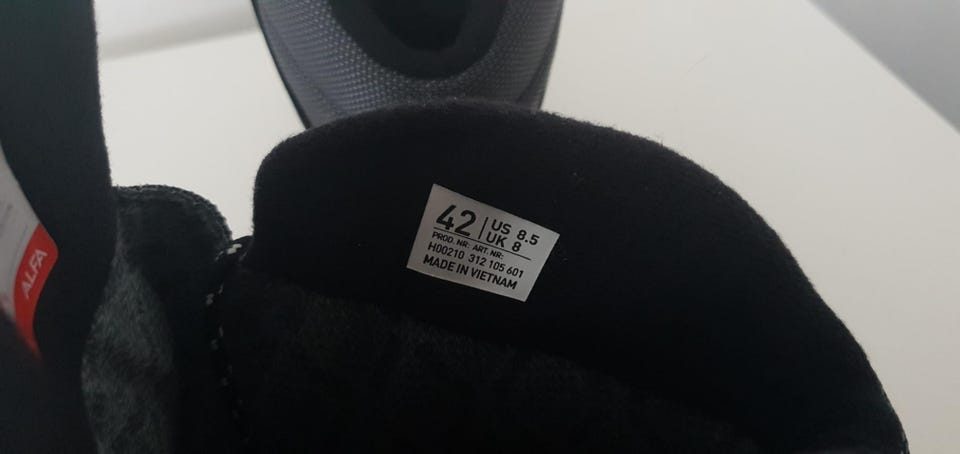 42 | US 8.5
UK 8
PROD. NR: ART. NR:
H00210 312 105 601
MADE IN VIETNAM
ALFA